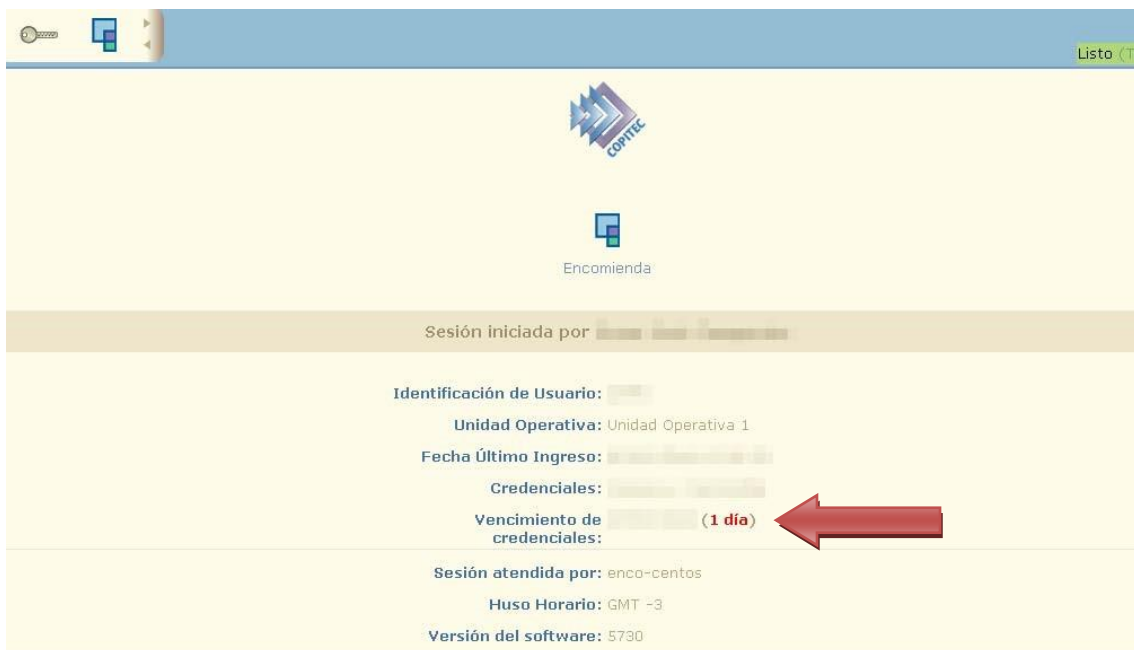 Listo (T
COPITEC
Encomienda
Sesión iniciada por
Identificación de Usuario:
Unidad Operativa: Unidad Operativa 1
Fecha Último Ingreso:
Credenciales:
Vencimiento de (1 día)
credenciales:
Sesión atendida por: enco-centos
Huso Horario: GMT -3
Versión del software: 5730